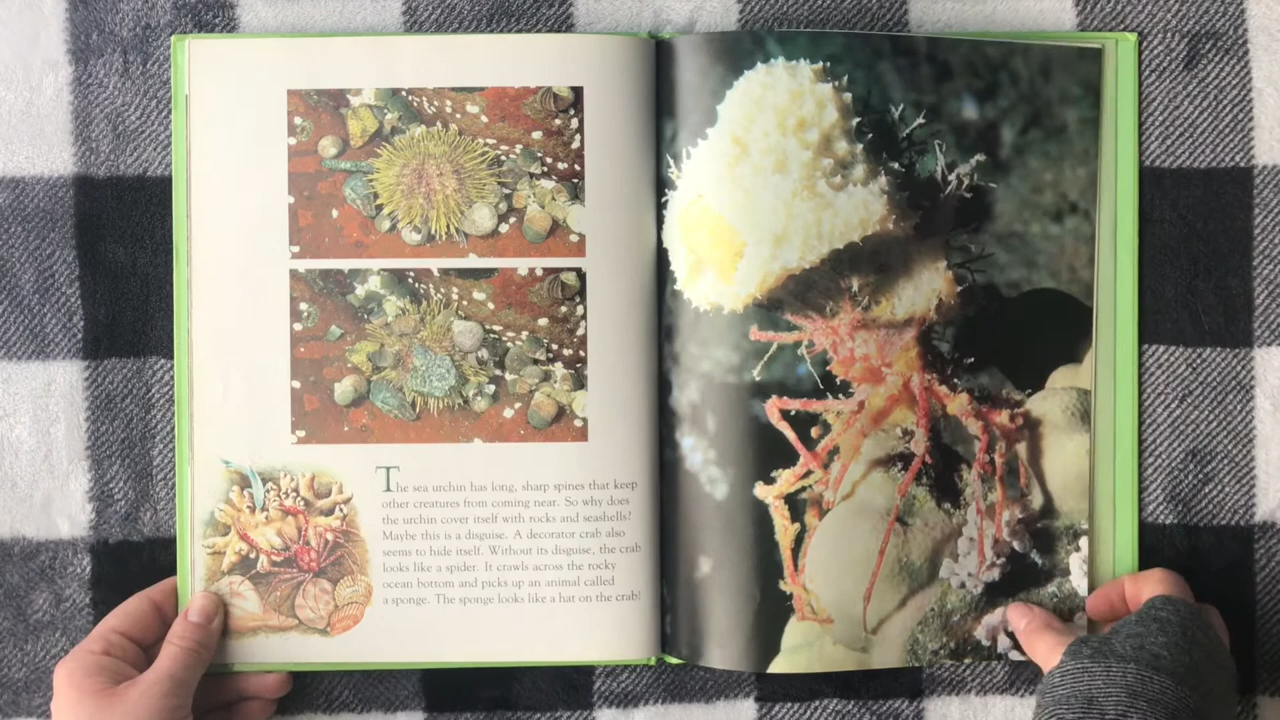 The sea urchin has long, sharp spines that keep
other creatures from coming near. So why does
the urchin cover itself with rocks and seashells?
Maybe this is a disguise. A decorator crab also
seems to hide itself. Without its disguise, the crab
looks like a spider. It crawls across the rocky
ocean bottom and picks up an animal called
a sponge. The sponge looks like a hat on the crab!